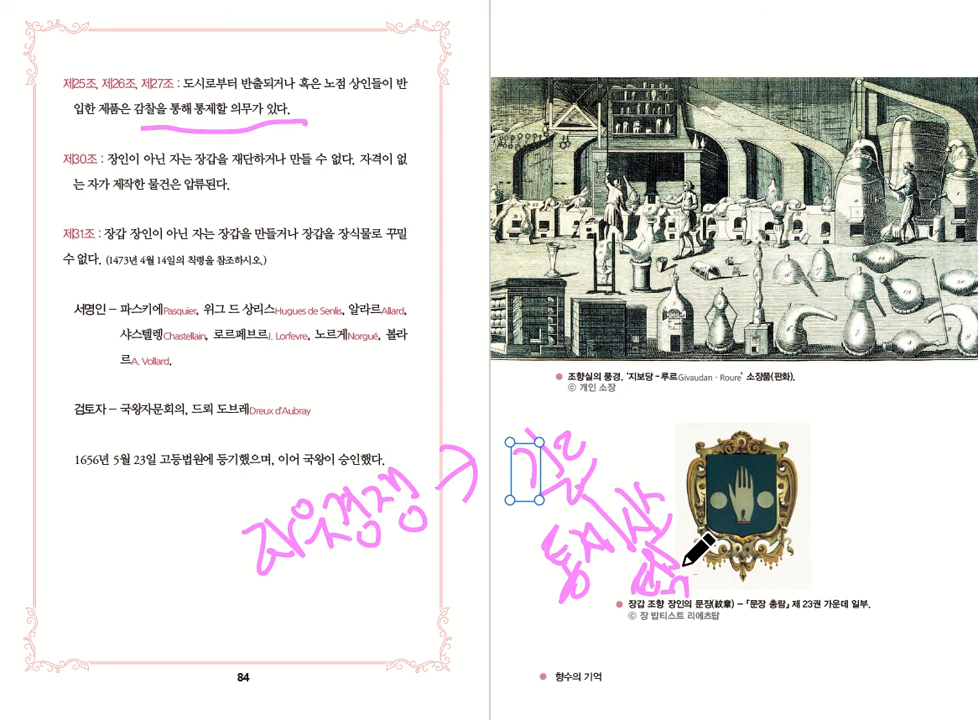 제25조, 제26조, 제27조 : 도시로부터 반출되거나 혹은 노점 상인들이 반
입한 제품은 감찰을 통해 통제할 의무가 있다.
제30조 : 장인이 아닌 자는 장갑을 재단하거나 만들 수 없다. 자격이 없
는 자가 제작한 물건은 압류된다.
제31조 : 장갑 장인이 아닌 자는 장갑을 만들거나 장갑을 장식물로 꾸밀
수 없다. (1473년 4월 14일의 칙령을 참조하시오.)
서명인 – 파스키에Pasquier, 위그 드 상리스Hugues de Senlis, 알라르Allard,
샤스텔렝Chastellain, 로르페브르J. Lorfevre, 노르게Norgué, 볼라
르A. Vollard.
검토자 – 국왕자문회의, 드뢰 도브레Dreux d'Aubray
1656년 5월 23일 고등법원에 등기했으며, 이어 국왕이 승인했다.
자유경쟁 →
84
조향실의 풍경, '지보당 – 루르Givaudan - Roure' 소장품(판화).
ⓒ 개인 소장
장갑 조향 장인의 문장(紋章) – 『문장 총람』 제 23권 가운데 일부.
ⓒ 장 밥티스트 리에츠탑
향수의 기억